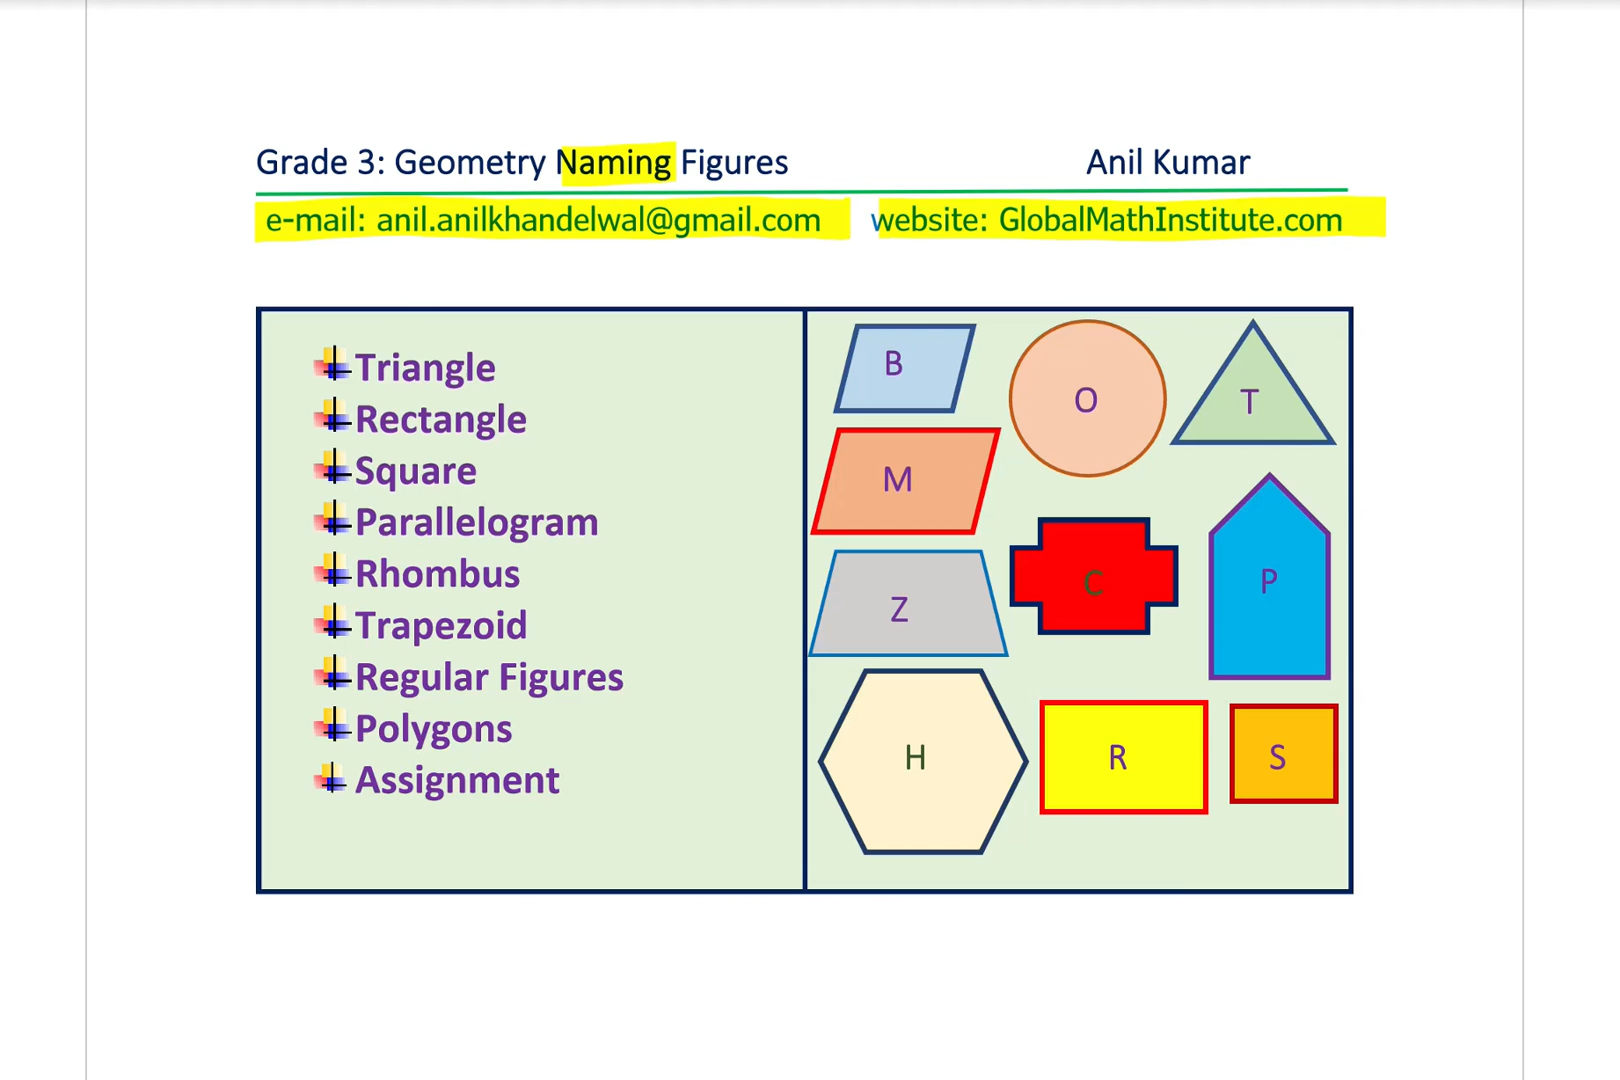 Grade 3: Geometry Naming Figures Anil Kumar
e-mail: anil.anilkhandelwal@gmail.com website: GlobalMathInstitute.com
Triangle
Rectangle
Square
Parallelogram
Rhombus
Trapezoid
Regular Figures
Polygons
Assignment
B
O
T
M
Z
C
P
H
R
S